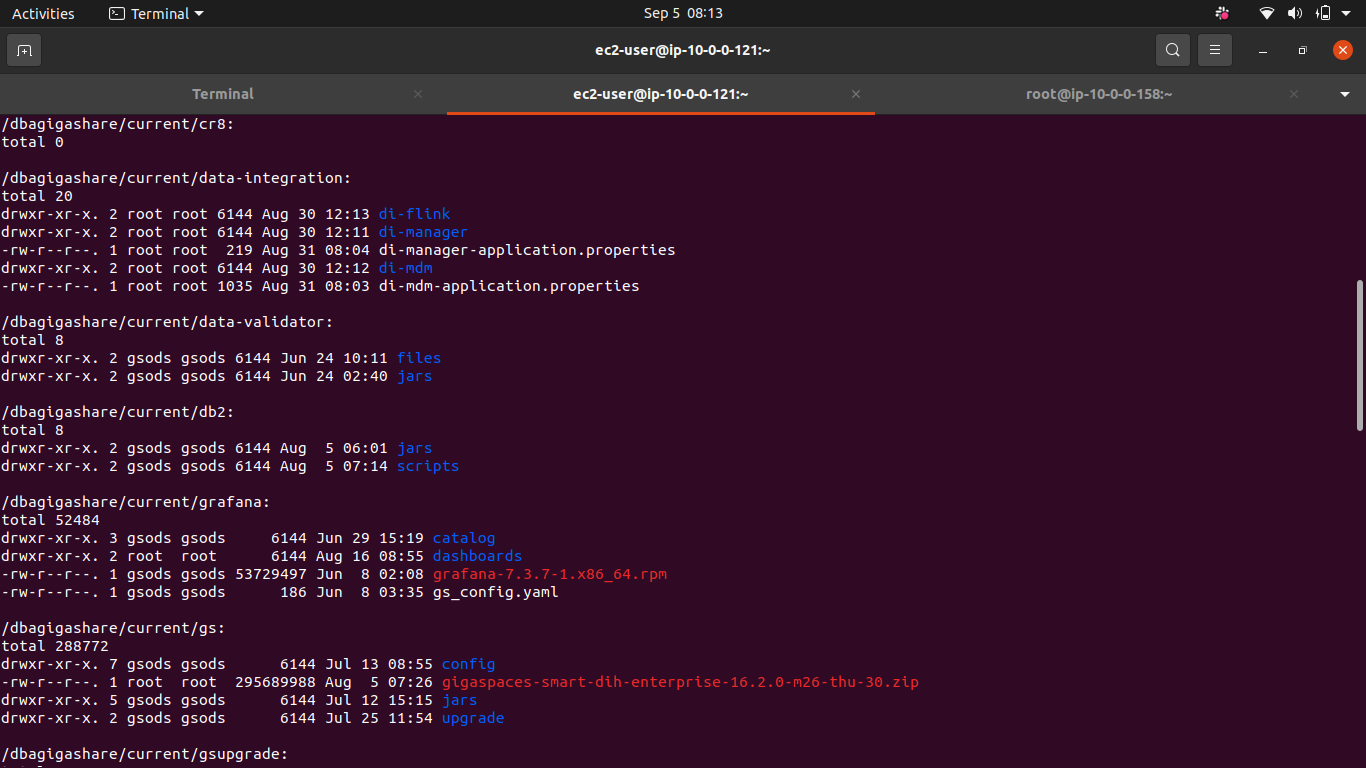 Activities Terminal Sep 5 08:13
ec2-user@ip-10-0-0-121:~
Terminal ec2-user@ip-10-0-0-121:~ root@ip-10-0-0-158:~
/dbagigashare/current/cr8:
total 0

/dbagigashare/current/data-integration:
total 20
drwxr-xr-x. 2 root root 6144 Aug 30 12:13 di-flink
drwxr-xr-x. 2 root root 6144 Aug 30 12:11 di-manager
-rw-r--r--. 1 root root  219 Aug 31 08:04 di-manager-application.properties
drwxr-xr-x. 2 root root 6144 Aug 30 12:12 di-mdm
-rw-r--r--. 1 root root 1035 Aug 31 08:03 di-mdm-application.properties

/dbagigashare/current/data-validator:
total 8
drwxr-xr-x. 2 gsods gsods 6144 Jun 24 10:11 files
drwxr-xr-x. 2 gsods gsods 6144 Jun 24 02:40 jars

/dbagigashare/current/db2:
total 8
drwxr-xr-x. 2 gsods gsods 6144 Aug  5 06:01 jars
drwxr-xr-x. 2 gsods gsods 6144 Aug  5 07:14 scripts

/dbagigashare/current/grafana:
total 52484
drwxr-xr-x. 3 gsods gsods     6144 Jun 29 15:19 catalog
drwxr-xr-x. 2 root  root      6144 Aug 16 08:55 dashboards
-rw-r--r--. 1 gsods gsods 53729497 Jun  8 02:08 grafana-7.3.7-1.x86_64.rpm
-rw-r--r--. 1 gsods gsods      186 Jun  8 03:35 gs_config.yaml

/dbagigashare/current/gs:
total 288772
drwxr-xr-x. 7 gsods gsods      6144 Jul 13 08:55 config
-rw-r--r--. 1 root  root  295689988 Aug  5 07:26 gigaspaces-smart-dih-enterprise-16.2.0-m26-thu-30.zip
drwxr-xr-x. 5 gsods gsods      6144 Jul 12 15:15 jars
drwxr-xr-x. 2 gsods gsods      6144 Jul 25 11:54 upgrade

/dbagigashare/current/gsupgrade: